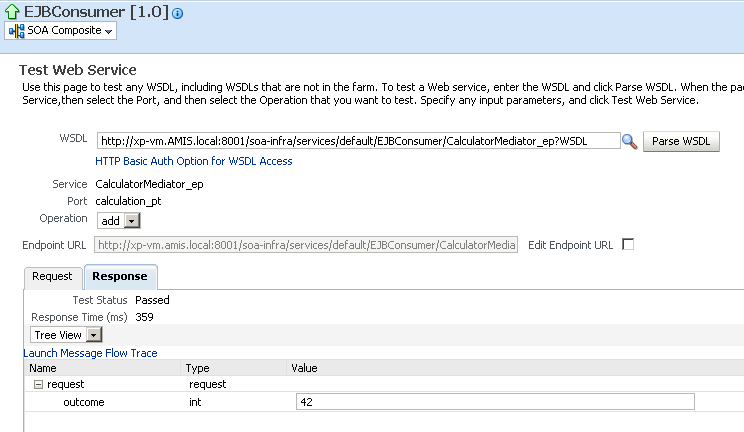 EJBConsumer [1.0]
SOA Composite
Test Web Service
Use this page to test any WSDL, including WSDLs that are not in the farm. To test a Web service, enter the WSDL and click Parse WSDL. When the pa
Service,then select the Port, and then select the Operation that you want to test. Specify any input parameters, and click Test Web Service.
WSDL http://xp-vm.AMIS.local:8001/soa-infra/services/default/EJBConsumer/CalculatorMediator_ep?WSDL Parse WSDL
HTTP Basic Auth Option for WSDL Access
Service CalculatorMediator_ep
Port calculation_pt
Operation add
Endpoint URL http://xp-vm.amis.local:8001/soa-infra/services/default/EJBConsumer/CalculatorMedia Edit Endpoint URL
Request Response
Test Status Passed
Response Time (ms) 359
Tree View
Launch Message Flow Trace
Name Type Value
request request
outcome int 42